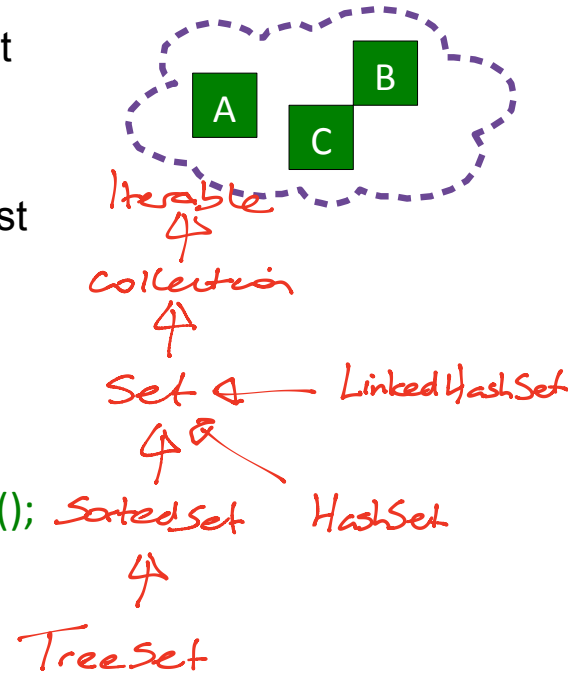 t
B
A
C
st
Iterable
Collection
Set
LinkedHashSet
(); SortedSet HashSet
TreeSet